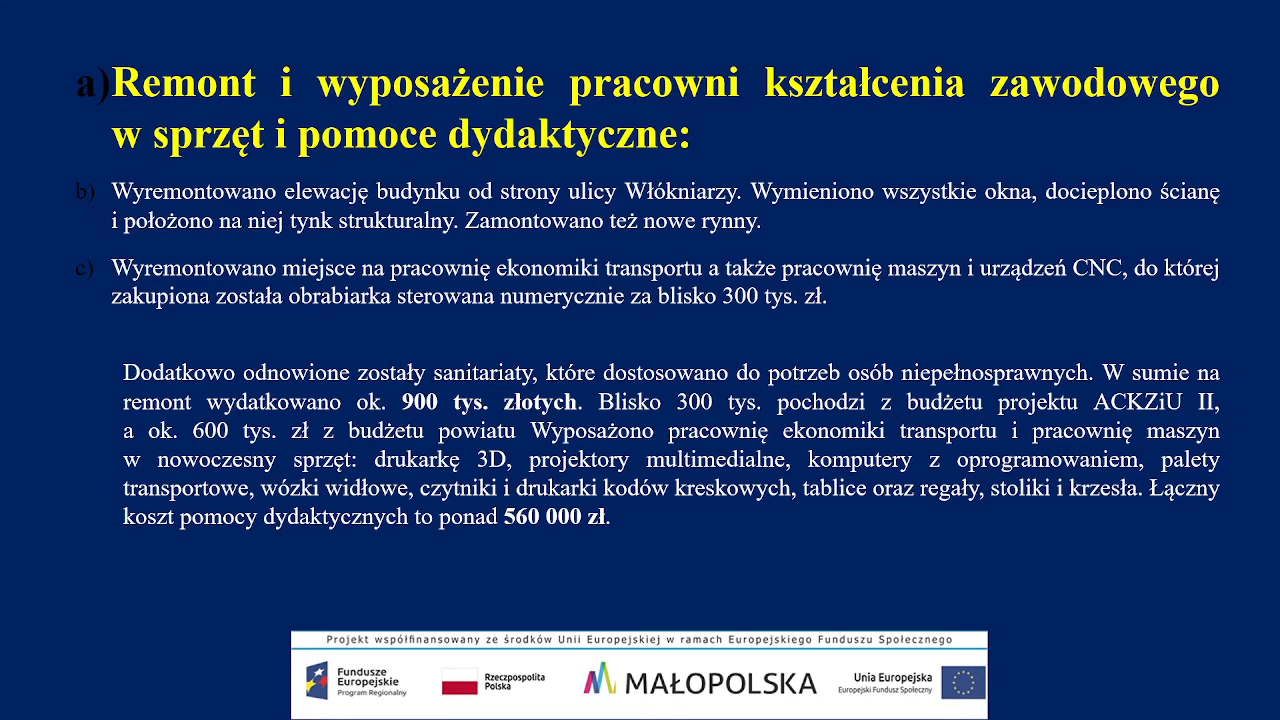 a) Remont i wyposażenie pracowni kształcenia zawodowego
w sprzęt i pomoce dydaktyczne:
b) Wyremontowano elewację budynku od strony ulicy Włókniarzy. Wymieniono wszystkie okna, docieplono ścianę
i położono na niej tynk strukturalny. Zamontowano też nowe rynny.
c) Wyremontowano miejsce na pracownię ekonomiki transportu a także pracownię maszyn i urządzeń CNC, do której
zakupiona została obrabiarka sterowana numerycznie za blisko 300 tys. zł.
Dodatkowo odnowione zostały sanitariaty, które dostosowano do potrzeb osób niepełnosprawnych. W sumie na
remont wydatkowano ok. 900 tys. złotych. Blisko 300 tys. pochodzi z budżetu projektu ACKZiU II,
a ok. 600 tys. zł z budżetu powiatu Wyposażono pracownię ekonomiki transportu i pracownię maszyn
w nowoczesny sprzęt: drukarkę 3D, projektory multimedialne, komputery z oprogramowaniem, palety
transportowe, wózki widłowe, czytniki i drukarki kodów kreskowych, tablice oraz regały, stoliki i krzesła. Łączny
koszt pomocy dydaktycznych to ponad 560 000 zł.
Projekt współfinansowany ze środków Unii Europejskiej w ramach Europejskiego Funduszu Społecznego
Fundusze
Europejskie
Program Regionalny
Rzeczpospolita
Polska
MAŁOPOLSKA
Unia Europejska
Europejski Fundusz Społeczny